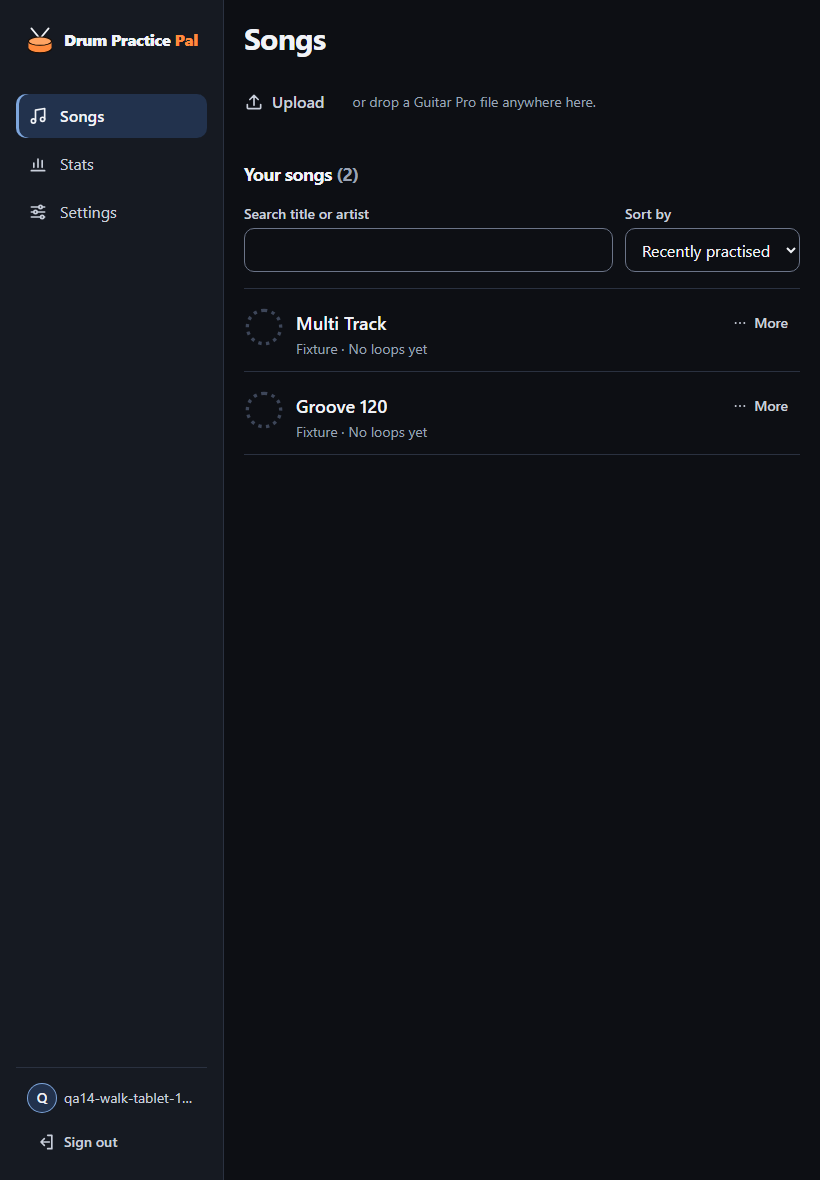 Drum Practice Pal
Songs
Stats
Settings
Q qa14-walk-tablet-1...
Sign out
Songs
Upload or drop a Guitar Pro file anywhere here.
Your songs (2)
Search title or artist
Sort by
Recently practised
Multi Track
Fixture · No loops yet
··· More
Groove 120
Fixture · No loops yet
··· More